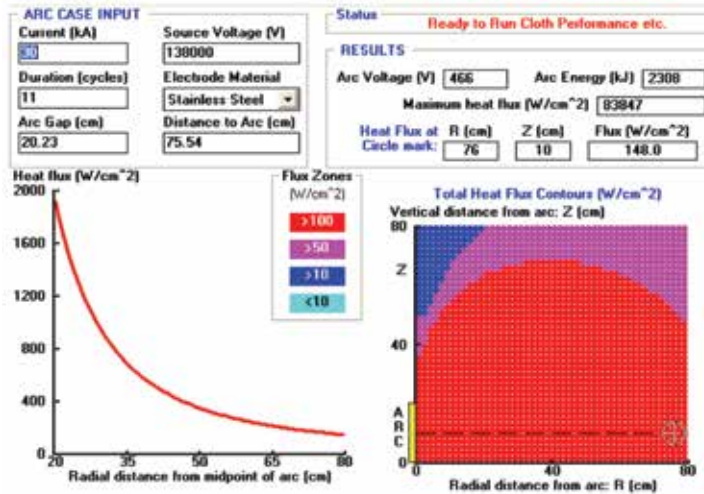 ARC CASE INPUT
Current (kA)
30
Source Voltage (V)
138000
Duration (cycles)
11
Electrode Material
Stainless Steel
Arc Gap (cm)
20.23
Distance to Arc (cm)
75.54
Status
Ready to Run Cloth Performance etc.
RESULTS
Arc Voltage (V) 466 Arc Energy (kJ) 2308
Maximum heat flux (W/cm^2) 83847
Heat Flux at R (cm) Z (cm) Flux (W/cm^2)
Circle mark: 76 10 148.0
Heat flux (W/cm^2)
2000
1600
1200
800
400
0
20 35 50 65 80
Radial distance from midpoint of arc (cm)
Flux Zones
(W/cm^2)
>100
>50
>10
<10
Total Heat Flux Contours (W/cm^2)
Vertical distance from arc: Z (cm)
80
Z
40
A
R
C
0
0 40 80
Radial distance from arc: R (cm)